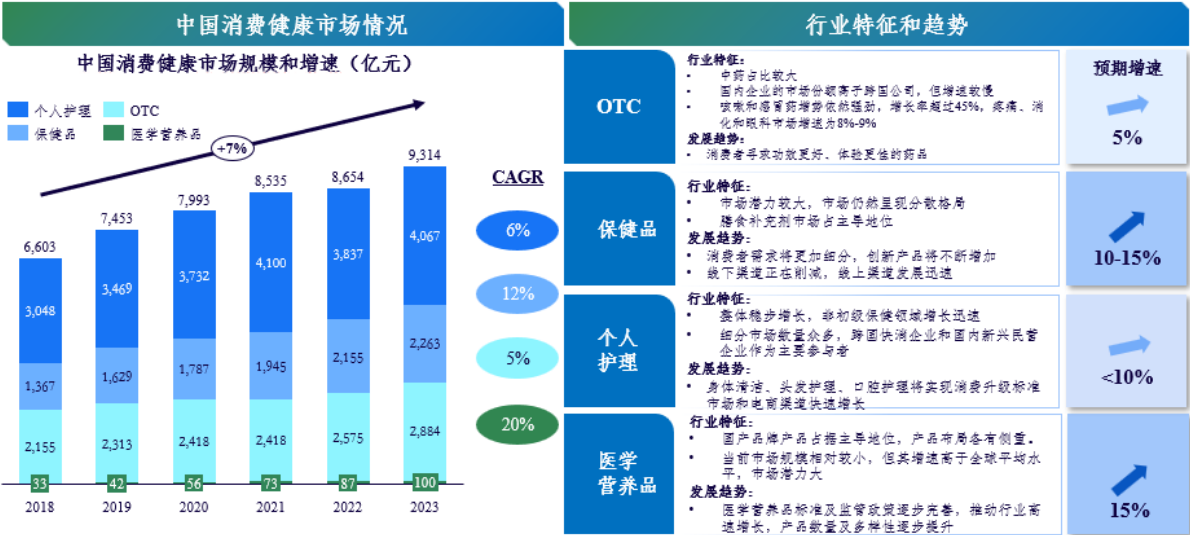 中国消费健康市场情况
中国消费健康市场规模和增速（亿元）
个人护理
OTC
保健品
医学营养品
+7%
6,603
7,453
7,993
8,535
8,654
9,314
3,048
3,469
3,732
4,100
3,837
4,067
1,367
1,629
1,787
1,945
2,155
2,263
2,155
2,313
2,418
2,418
2,575
2,884
33
42
56
73
87
100
2018
2019
2020
2021
2022
2023
CAGR
6%
12%
5%
20%
行业特征和趋势
OTC
行业特征：
• 中药占比较大
• 国内企业的市场份额高于跨国公司，但增速较慢
• 咳嗽和感冒药增势依然强劲，增长率超过45%，疼痛、消
化和眼科市场增速为8%-9%
发展趋势：
• 消费者寻求功效更好、体验更佳的药品
预期增速
5%
保健品
行业特征：
• 市场潜力较大，市场仍然呈现分散格局
• 膳食补充剂市场占主导地位
发展趋势：
• 消费者需求将更加细分，创新产品将不断增加
• 线下渠道正在削减，线上渠道发展迅速
10-15%
个人
护理
行业特征：
• 整体稳步增长，非初级保健领域增长迅速
• 细分市场数量众多，跨国快消企业和国内新兴民营
企业作为主要参与者
发展趋势：
• 身体清洁、头发护理、口腔护理将实现消费升级标准
市场和电商渠道快速增长
<10%
医学
营养品
行业特征：
• 国产品牌产品占据主导地位，产品布局各有侧重。
• 当前市场规模相对较小，但其增速高于全球平均水
平，市场潜力大
发展趋势：
• 医学营养品标准及监管政策逐步完善，推动行业高
速增长，产品数量及多样性逐步提升
15%